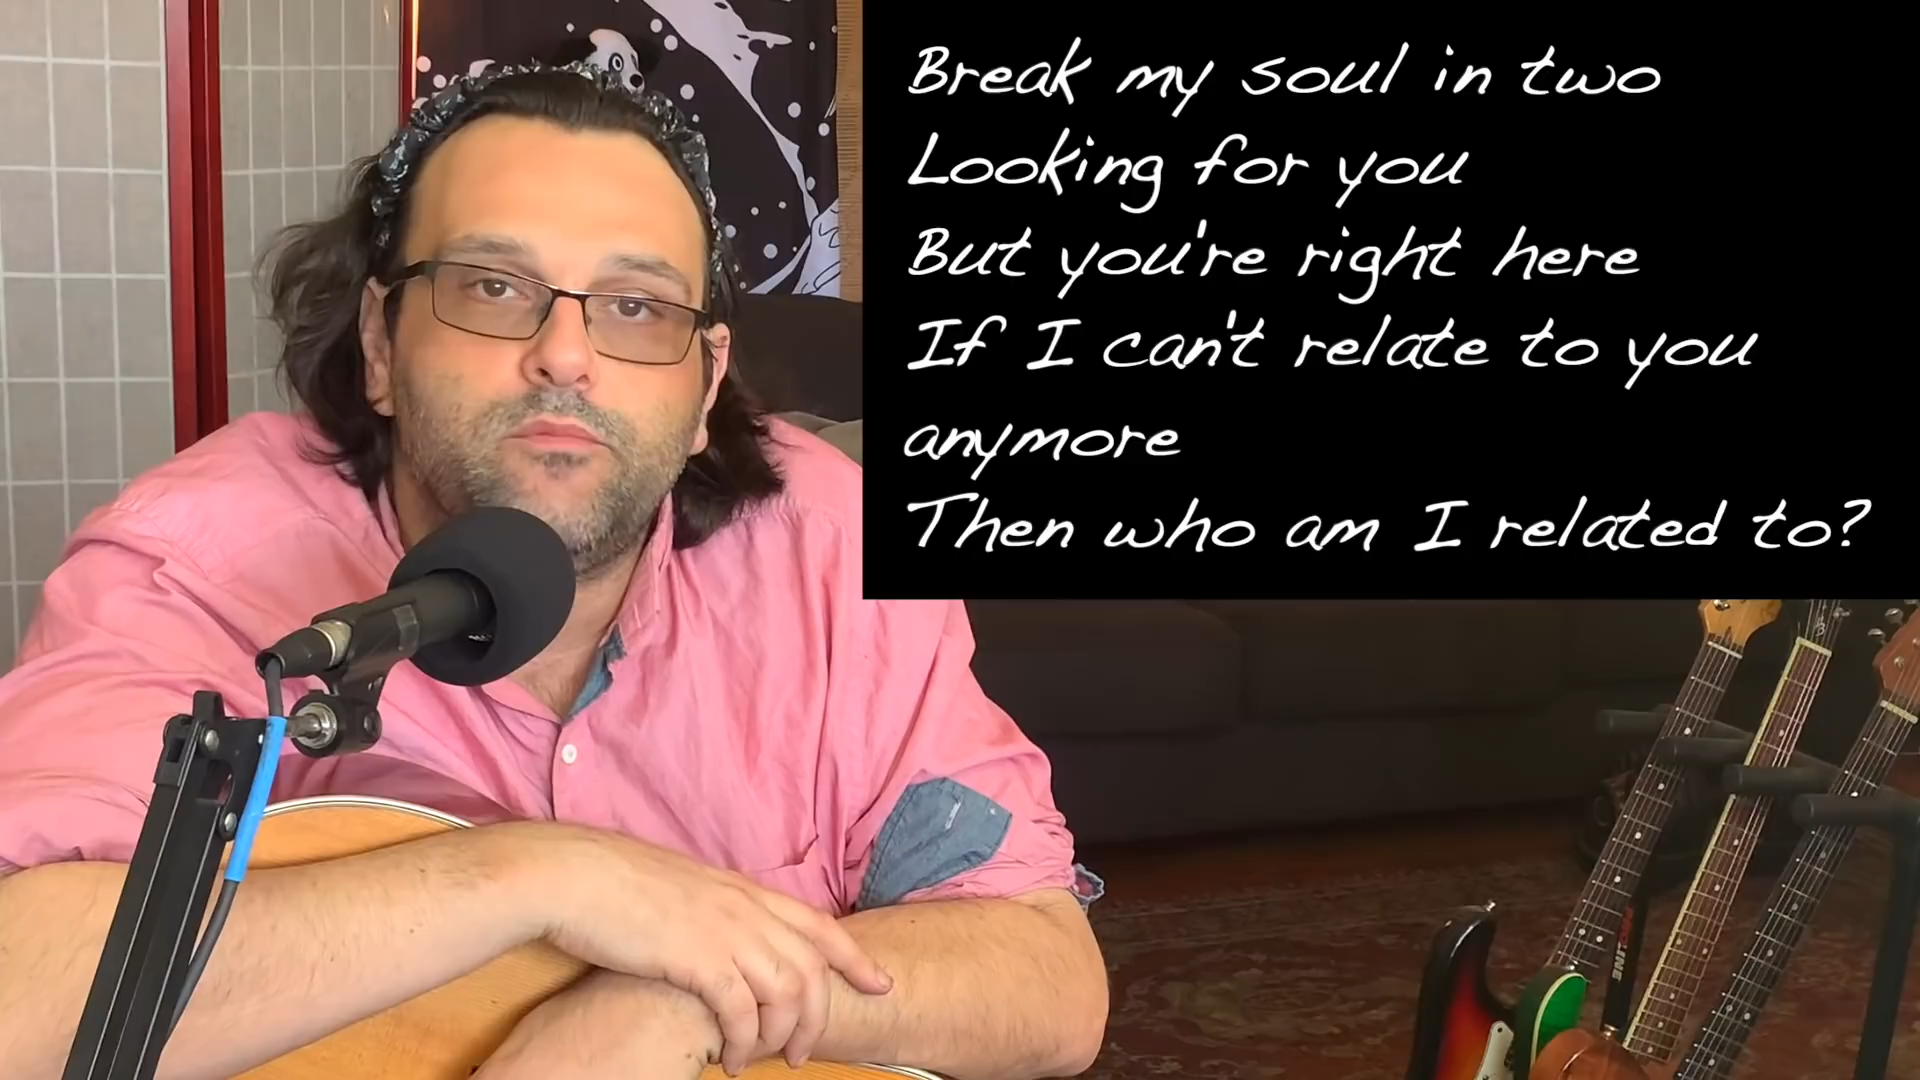 Break my soul in two
Looking for you
But you're right here
If I can't relate to you
anymore
Then who am I related to?